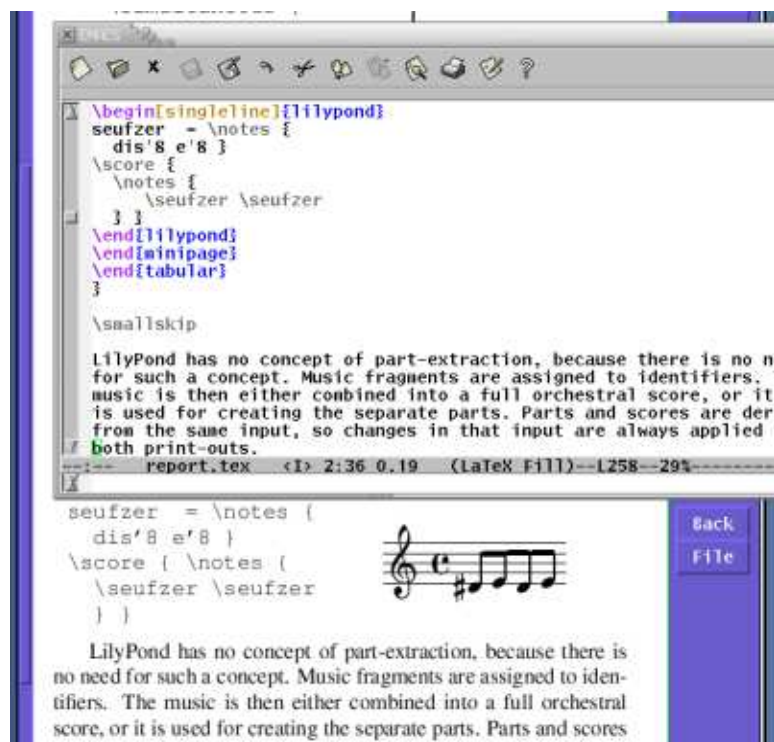 \begin[singleline]{lilypond}
seufzer  = \notes {
  dis'8 e'8 }
\score {
  \notes {
     \seufzer \seufzer
  } }
\end{lilypond}
\end{minipage}
\end{tabular}
}
\smallskip
LilyPond has no concept of part-extraction, because there is no n
for such a concept. Music fragments are assigned to identifiers.
music is then either combined into a full orchestral score, or it
is used for creating the separate parts. Parts and scores are der
from the same input, so changes in that input are always applied
both print-outs.
--:--   report.tex   <I> 2:36 0.19   (LaTeX Fill)--L258--29%--------
seufzer  = \notes {
  dis'8 e'8 }
\score { \notes {
  \seufzer \seufzer
  } }
Back
File
LilyPond has no concept of part-extraction, because there is
no need for such a concept. Music fragments are assigned to iden-
tifiers. The music is then either combined into a full orchestral
score, or it is used for creating the separate parts. Parts and scores